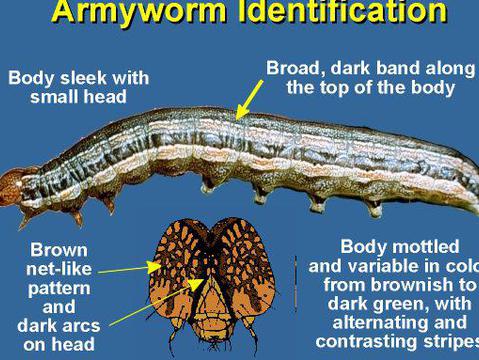 Armyworm Identification
Body sleek with
small head
Broad, dark band along
the top of the body
Brown
net-like
pattern
and
dark arcs
on head
Body mottled
and variable in colo
from brownish to
dark green, with
alternating and
contrasting stripes